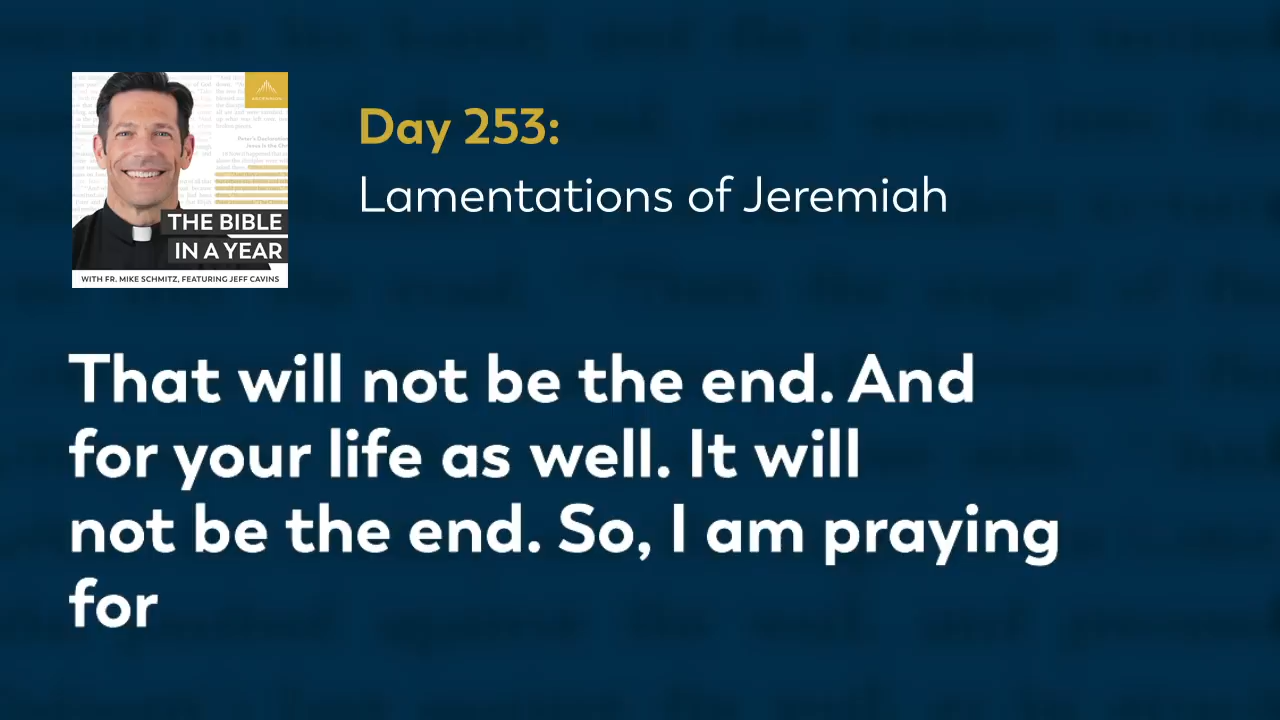 THE BIBLE
IN A YEAR
WITH FR. MIKE SCHMITZ, FEATURING JEFF CAVINS
Day 253:
Lamentations of Jeremiah
That will not be the end. And
for your life as well. It will
not be the end. So, I am praying
for